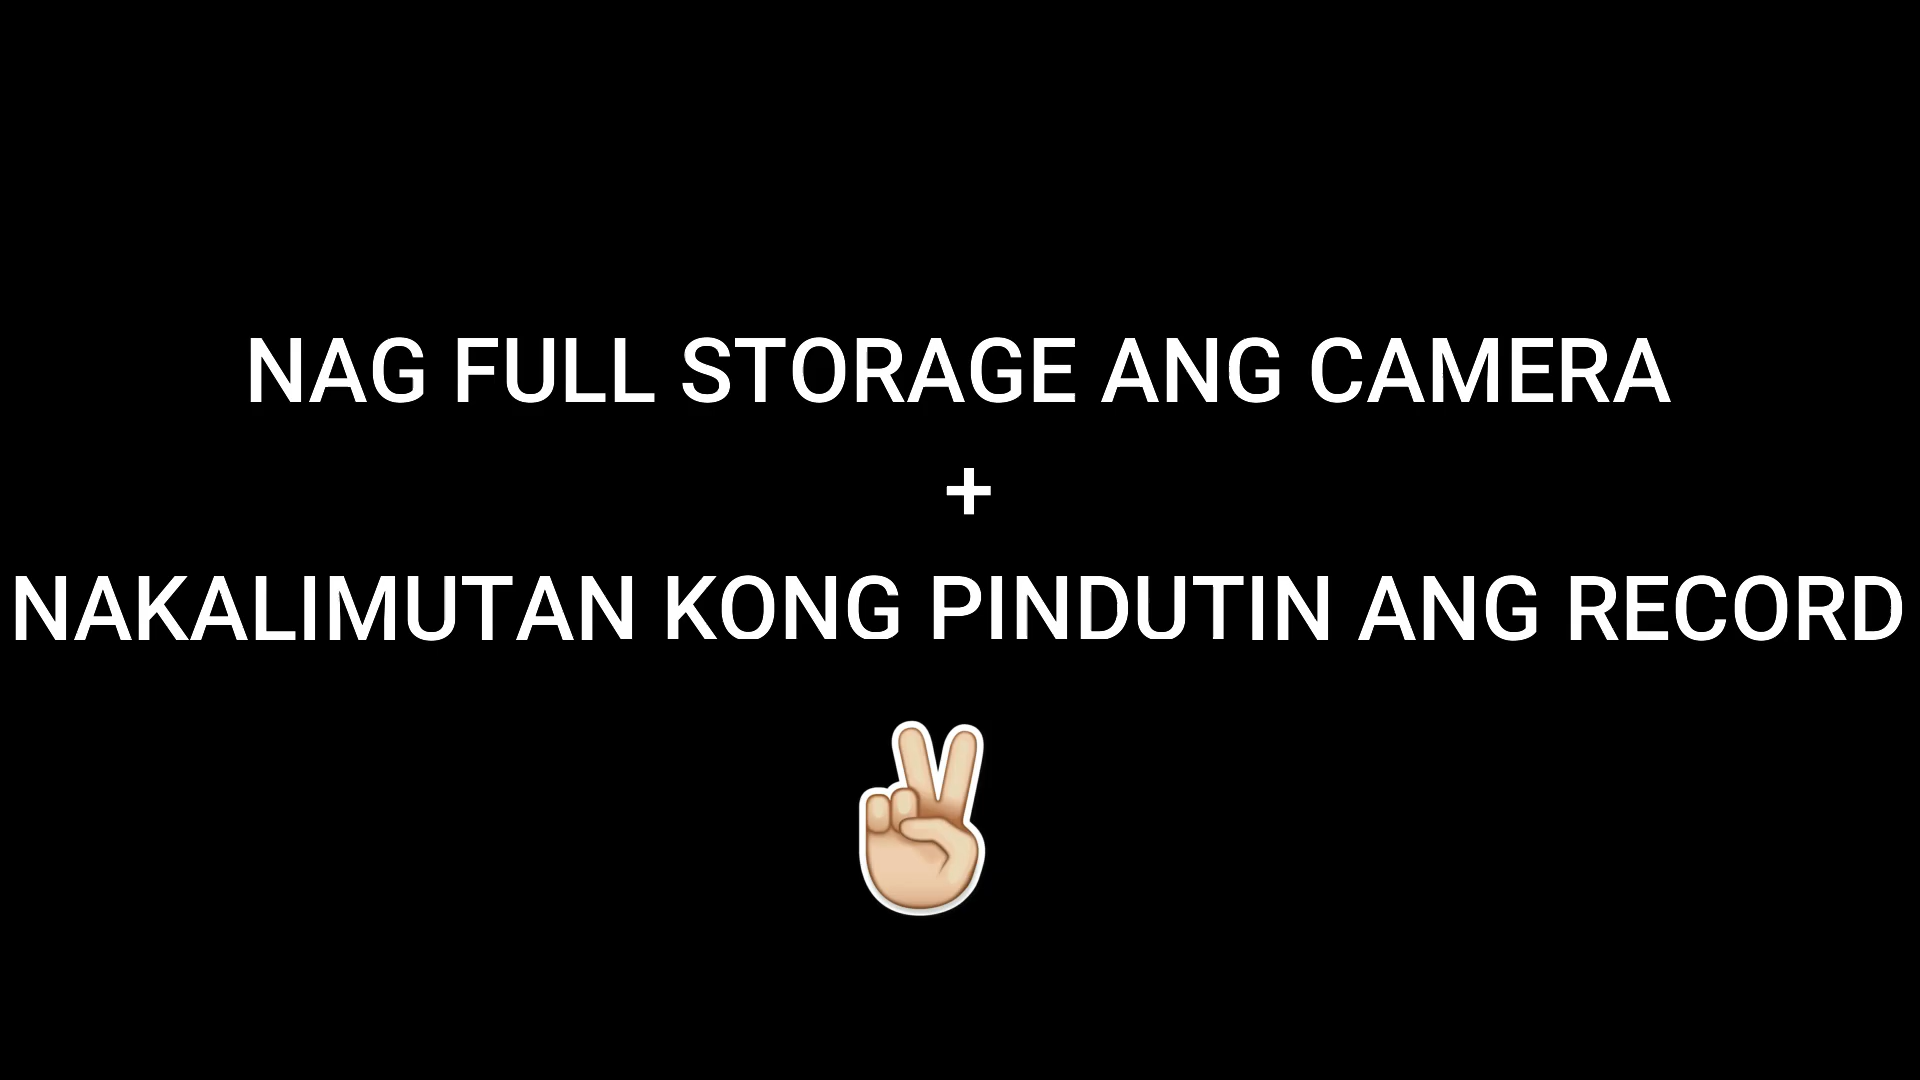 NAG FULL STORAGE ANG CAMERA
+
NAKALIMUTAN KONG PINDUTIN ANG RECORD